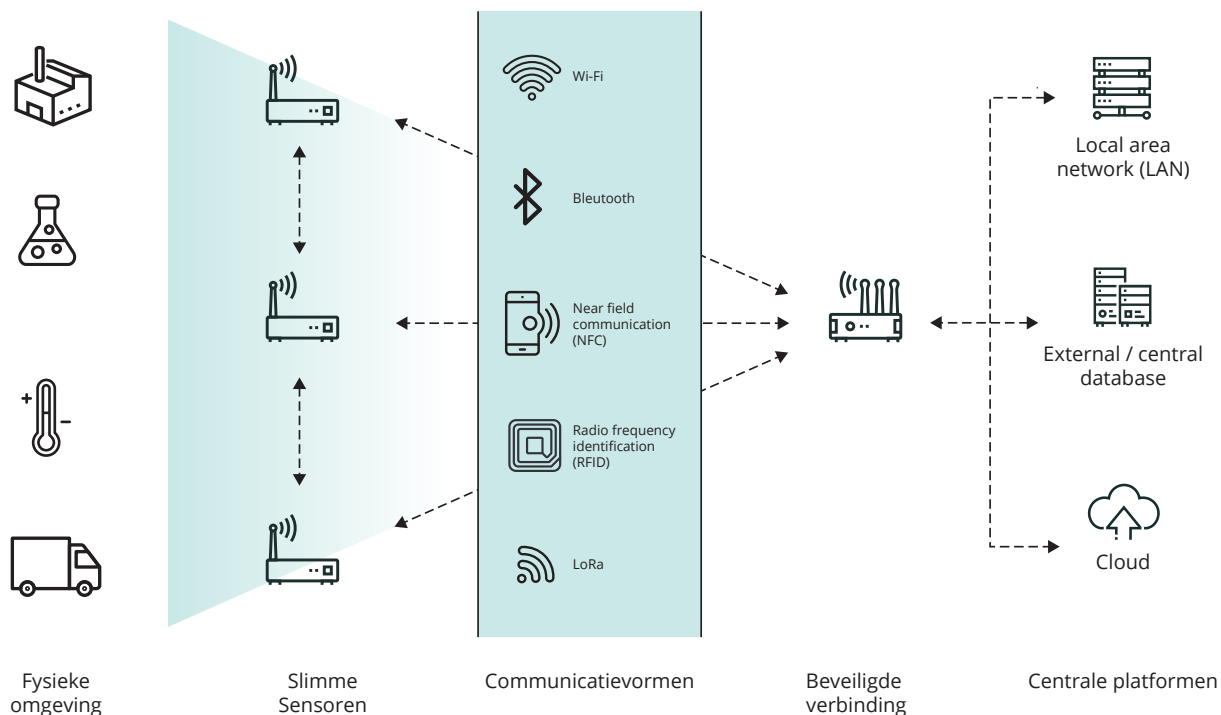 Wi-Fi
Bleutooth
Near field
communication
(NFC)
Radio frequency
identification
(RFID)
LoRa
Local area
network (LAN)
External / central
database
Cloud
Fysieke
omgeving
Slimme
Sensoren
Communicatievormen
Beveiligde
verbinding
Centrale platformen